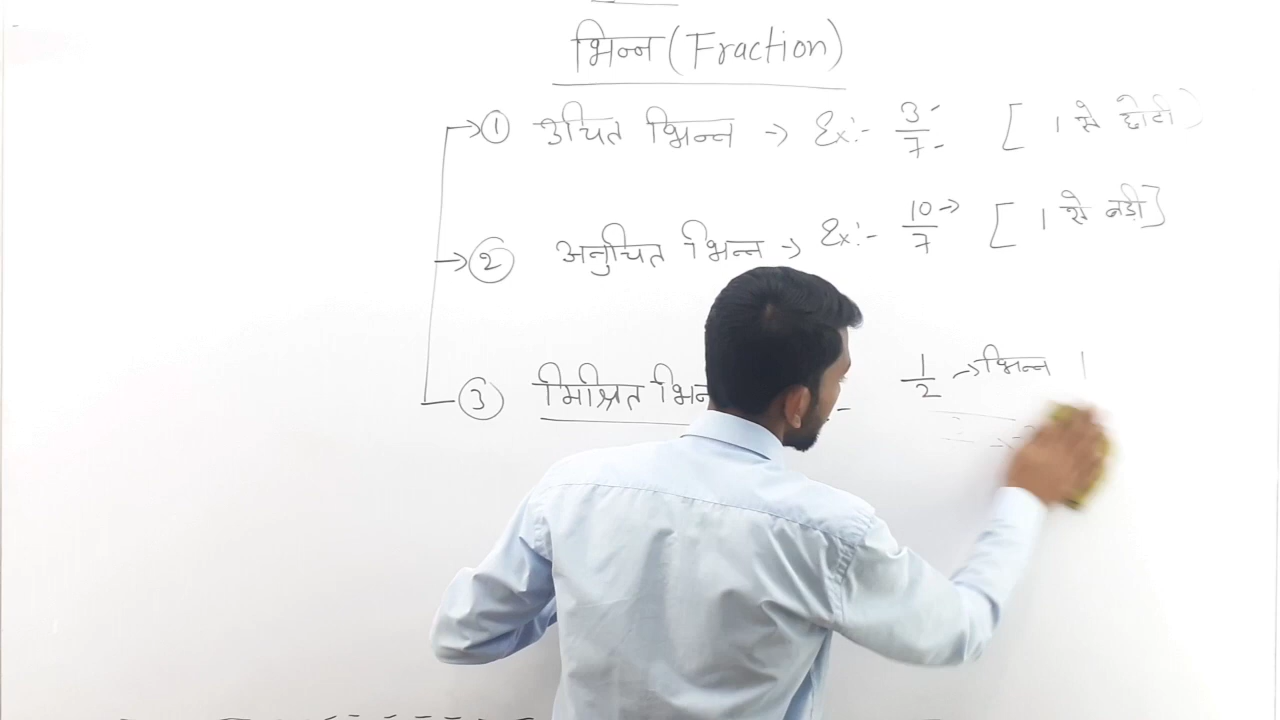 भिन्न (Fraction)
① उचित भिन्न → Ex:- 3/7 [ 1 से छोटी ]
② अनुचित भिन्न → Ex:- 10/7 [ 1 से बड़ी ]
③ मिश्रित भिन्न 1/2 → भिन्न